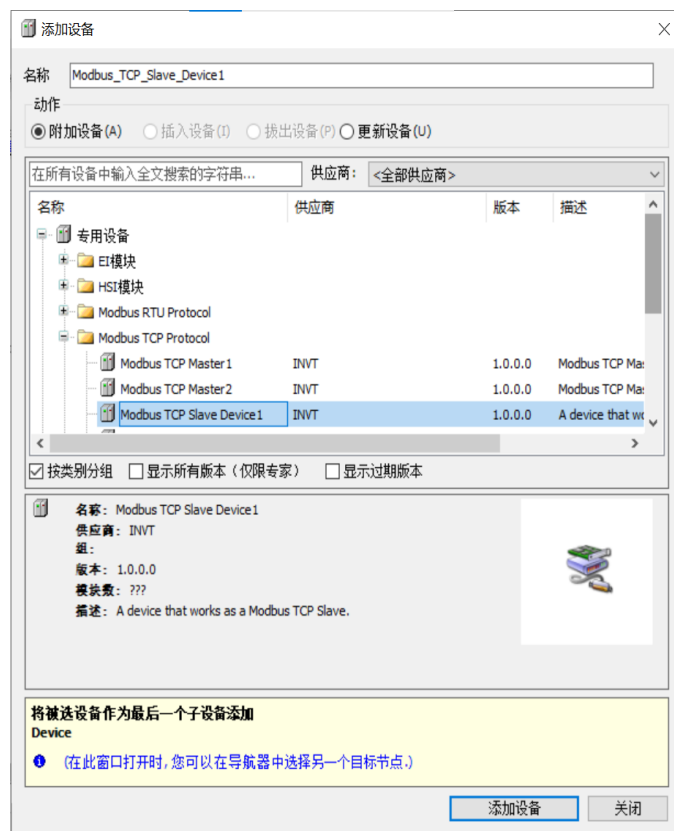 添加设备
名称 Modbus_TCP_Slave_Device1
动作
附加设备(A) 插入设备(I) 拔出设备(P) 更新设备(U)
在所有设备中输入全文搜索的字符串... 供应商: <全部供应商>
名称 供应商 版本 描述
专用设备
EI模块
HSI模块
Modbus RTU Protocol
Modbus TCP Protocol
Modbus TCP Master1 INVT 1.0.0.0 Modbus TCP Mas
Modbus TCP Master2 INVT 1.0.0.0 Modbus TCP Mas
Modbus TCP Slave Device1 INVT 1.0.0.0 A device that wo
按类别分组 显示所有版本（仅限专家） 显示过期版本
名称: Modbus TCP Slave Device1
供应商: INVT
组:
版本: 1.0.0.0
模块数: ???
描述: A device that works as a Modbus TCP Slave.
将被选设备作为最后一个子设备添加
Device
(在此窗口打开时,您可以在导航器中选择另一个目标节点.)
添加设备 关闭